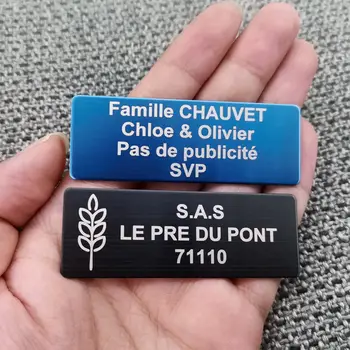 Famille CHAUVET
Chloe & Olivier
Pas de publicité
SVP
S.A.S
LE PRE DU PONT
71110